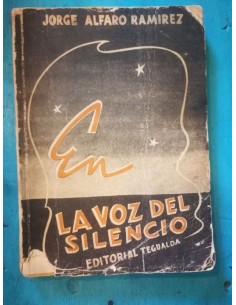 JORGE ALFARO RAMIREZ
En
LA VOZ DEL
SILENCIO
EDITORIAL TEGUALDA